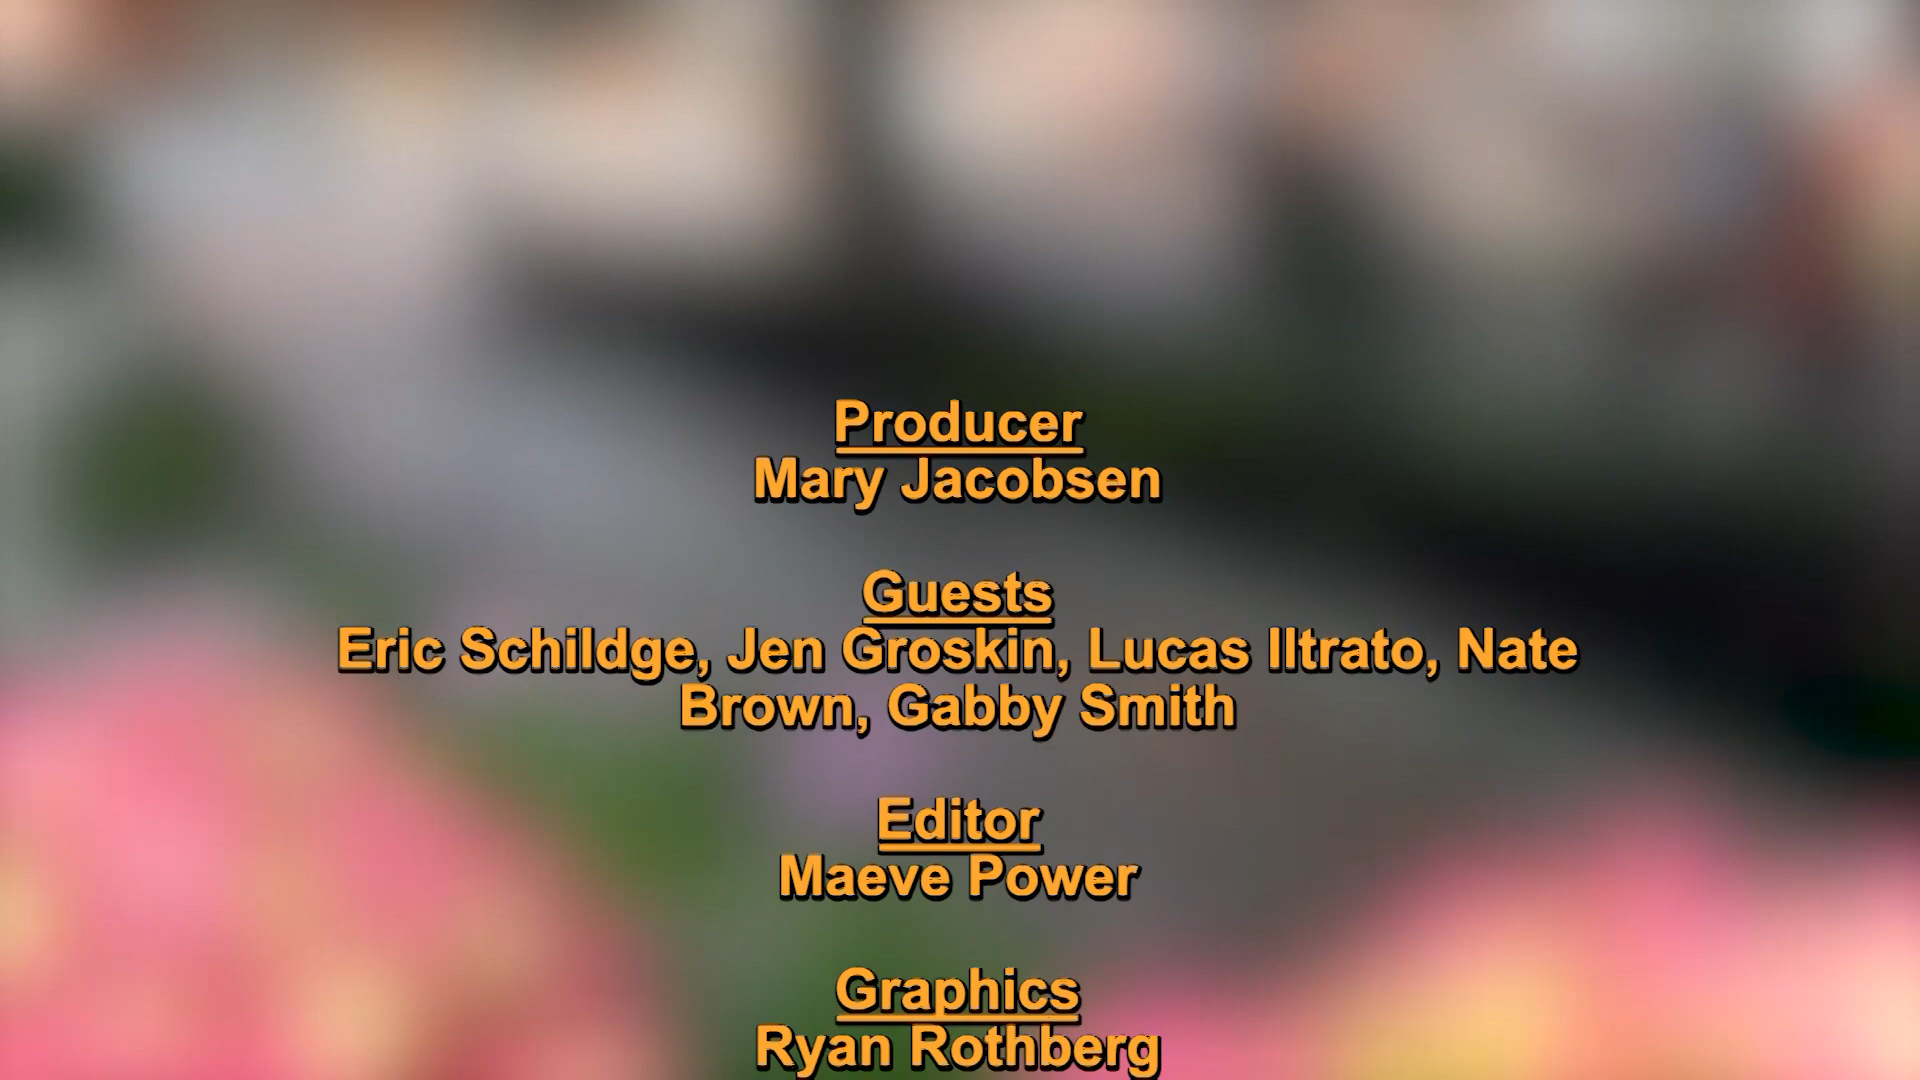 Producer
Mary Jacobsen
Guests
Eric Schildge, Jen Groskin, Lucas Iltrato, Nate
Brown, Gabby Smith
Editor
Maeve Power
Graphics
Ryan Rothberg